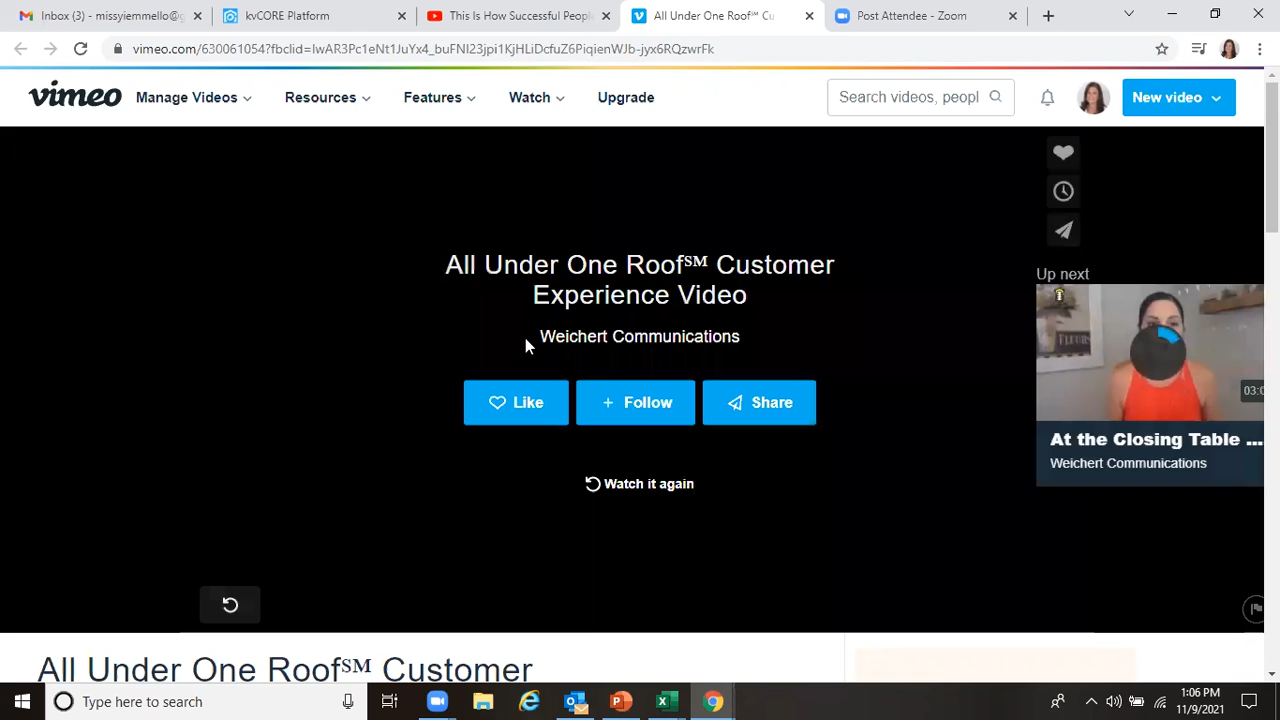 Inbox (3) - missyiemmello@g
kvCORE Platform
This Is How Successful Peopl
All Under One Roof℠ Cu
Post Attendee - Zoom
vimeo.com/630061054?fbclid=IwAR3Pc1eNt1JuYx4_buFNI23jpi1KjHLiDcfuZ6PiqienWJb-jyx6RQzwrFk
vimeo
Manage Videos
Resources
Features
Watch
Upgrade
Search videos, peopl
New video
All Under One Roof℠ Customer
Experience Video
Weichert Communications
Like
+ Follow
Share
Watch it again
Up next
03:0
At the Closing Table ...
Weichert Communications
All Under One Roof℠ Customer
Type here to search
1:06 PM
11/9/2021